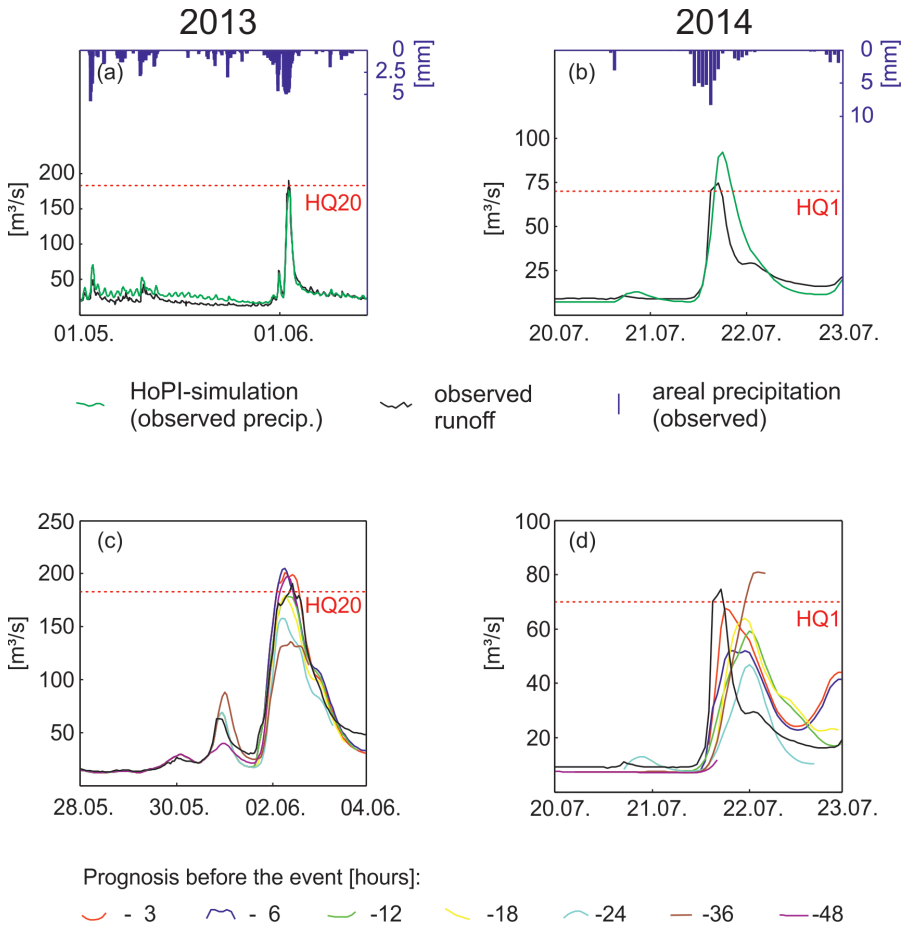 2013 2014
0 0
(a) (b)
2.5 [mm] 5 [mm]
5 10
200 100
[m³/s] 150 HQ20 [m³/s] 75 HQ1
100 50
50 25
01.05. 01.06. 20.07. 21.07. 22.07. 23.07.
HoPI-simulation observed areal precipitation
(observed precip.) runoff (observed)
250 100
(c) (d)
200 80
HQ20 HQ1
[m³/s] 150 [m³/s] 60
100 40
50 20
28.05. 30.05. 02.06. 04.06. 20.07. 21.07. 22.07. 23.07.
Prognosis before the event [hours]:
- 3 - 6 -12 -18 -24 -36 -48